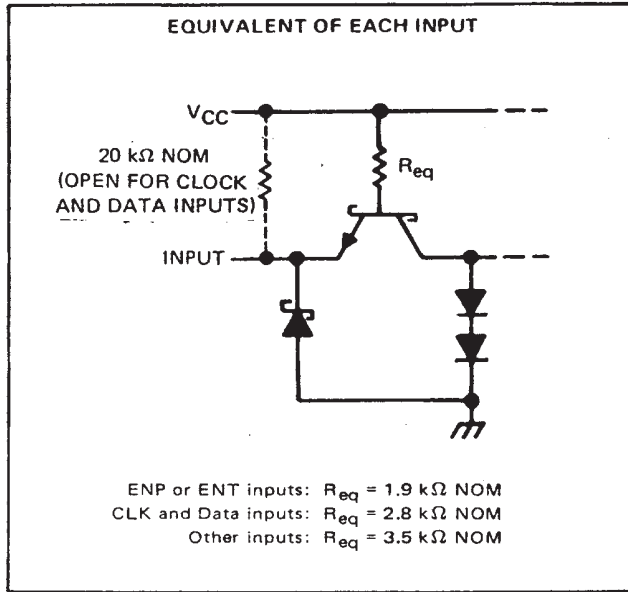 EQUIVALENT OF EACH INPUT
VCC
20 kΩ NOM
(OPEN FOR CLOCK
AND DATA INPUTS)
Req
INPUT
ENP or ENT inputs: Req = 1.9 kΩ NOM
CLK and Data inputs: Req = 2.8 kΩ NOM
Other inputs: Req = 3.5 kΩ NOM